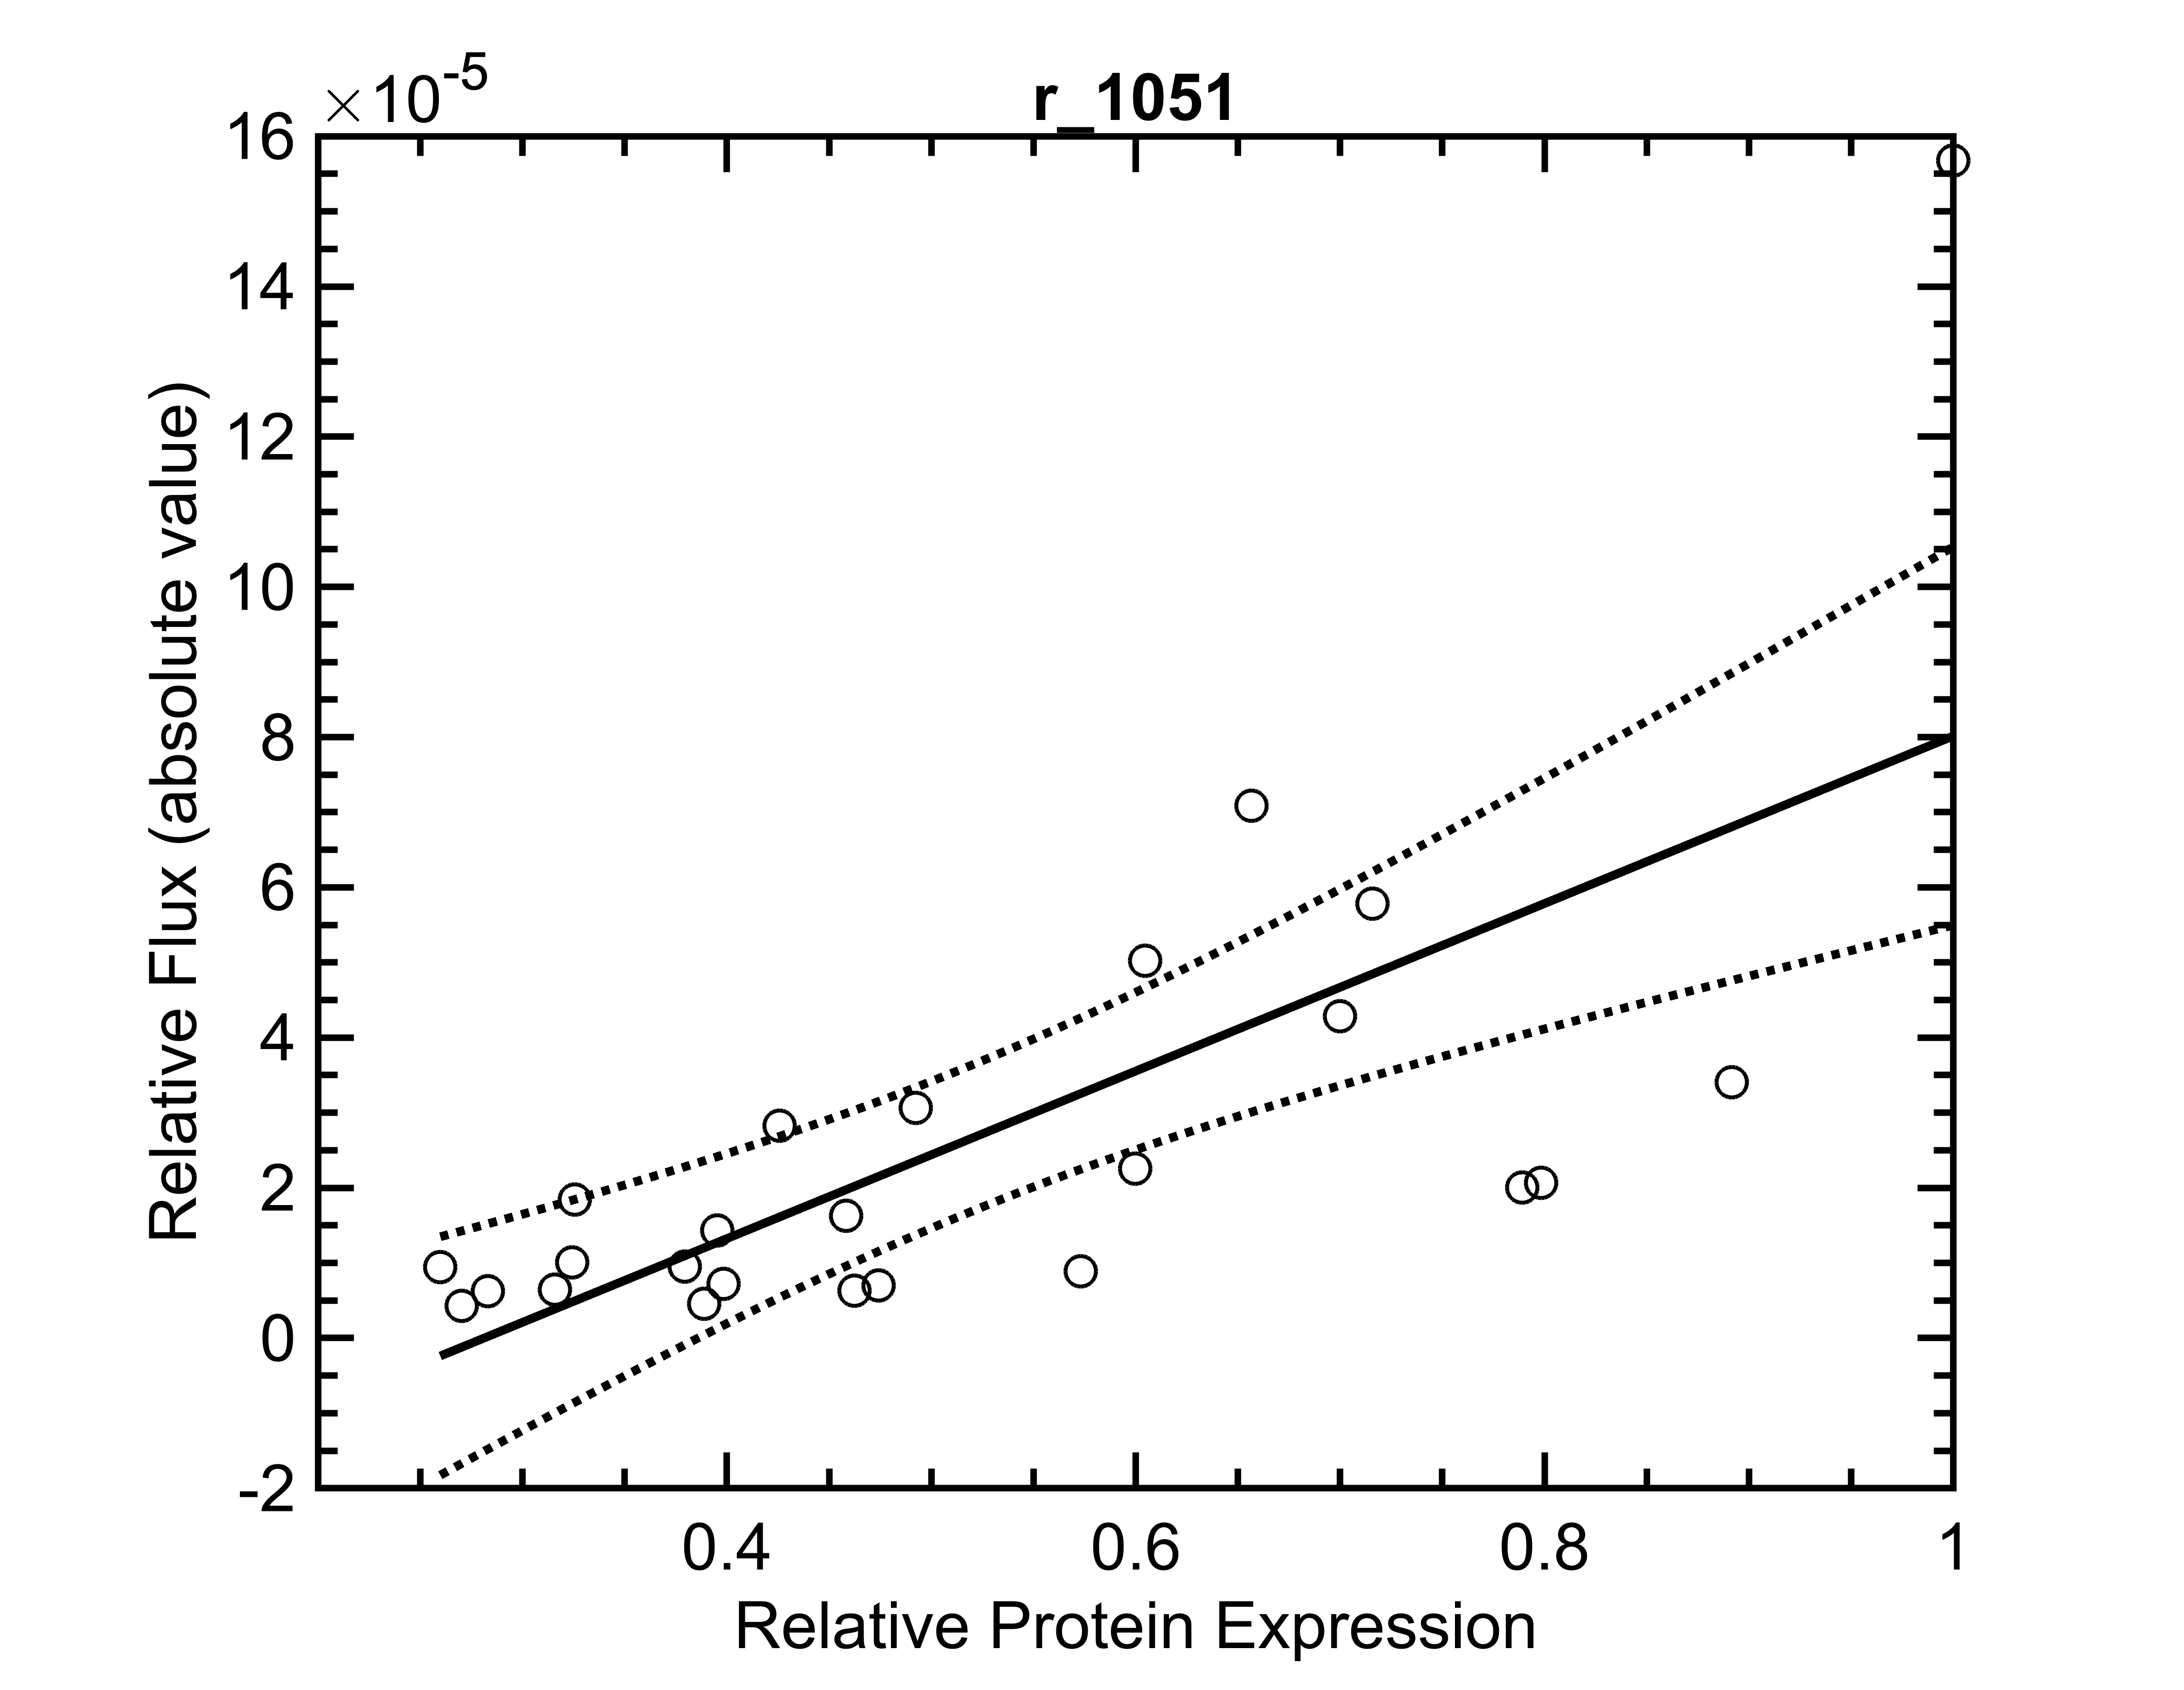 ×10-5
r_1051
16
14
12
10
8
6
4
2
0
-2
Relative Flux (absolute value)
0.4 0.6 0.8 1
Relative Protein Expression